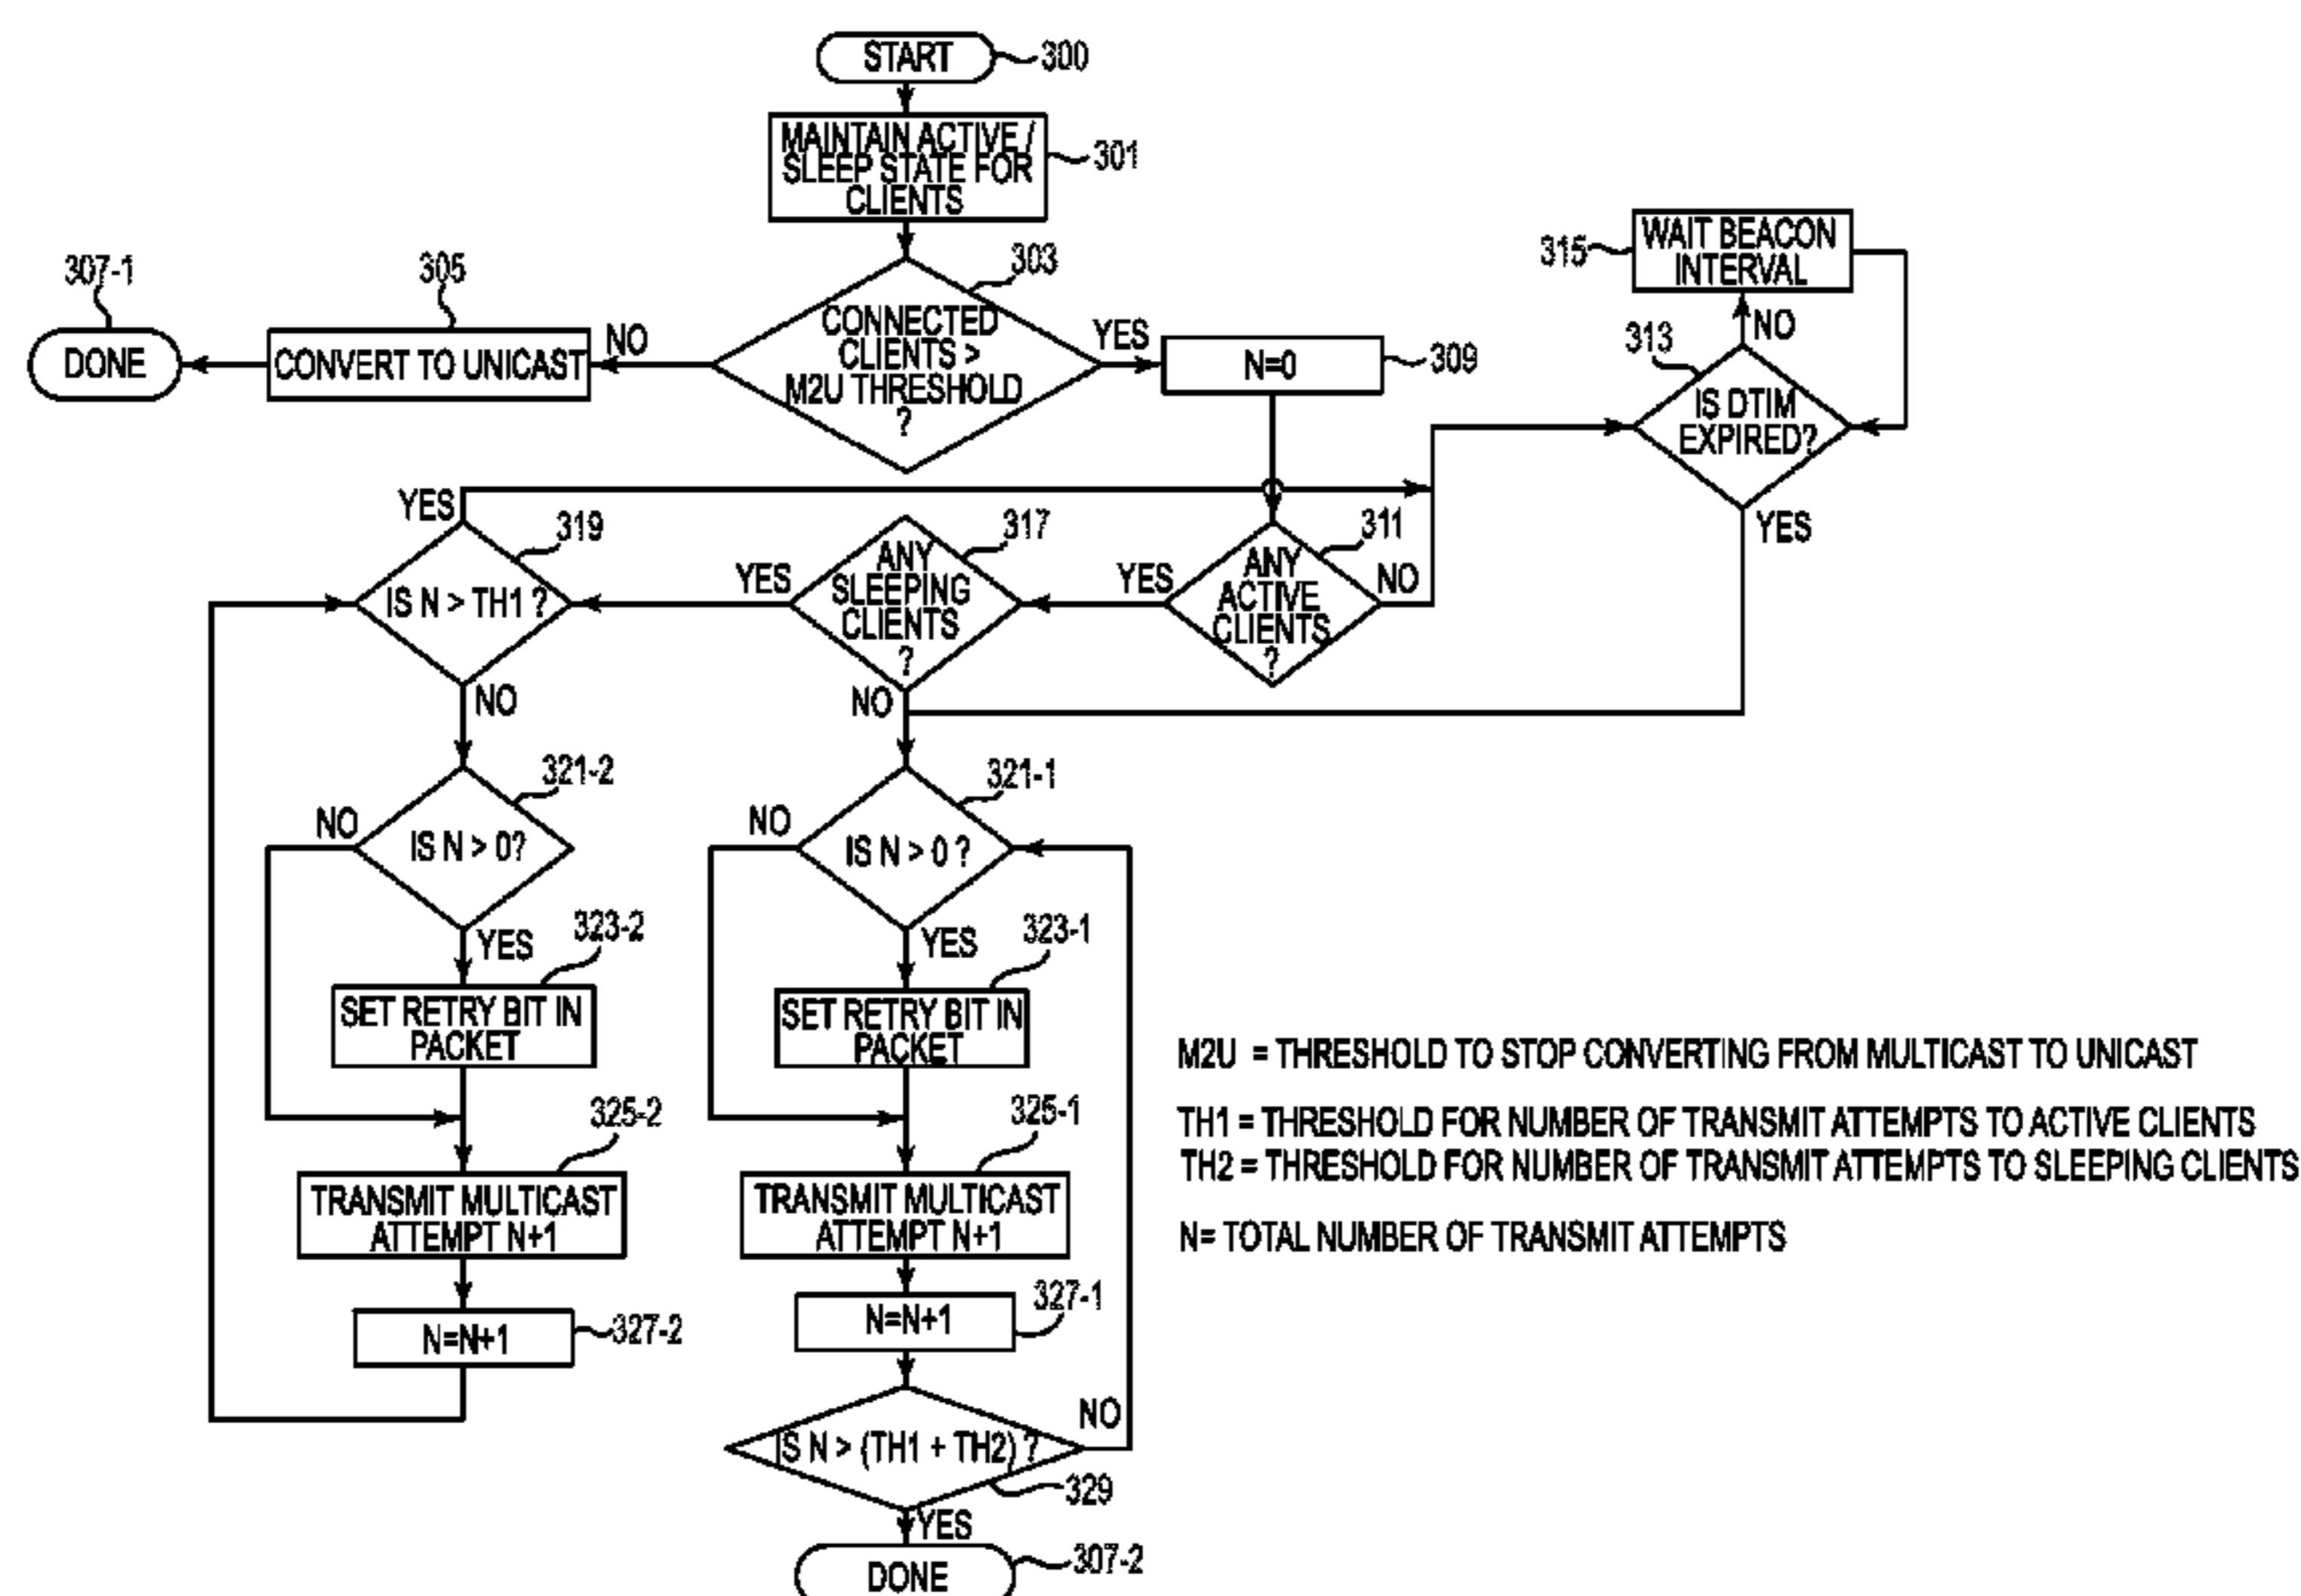 START
300
MAINTAIN ACTIVE /
SLEEP STATE FOR
CLIENTS
301
303
CONNECTED
CLIENTS >
M2U THRESHOLD
?
NO
YES
305
CONVERT TO UNICAST
307-1
DONE
N=0
309
315
WAIT BEACON
INTERVAL
NO
313
IS DTIM
EXPIRED?
YES
YES
319
IS N > TH1 ?
NO
317
ANY
SLEEPING
CLIENTS
?
YES
NO
311
ANY
ACTIVE
CLIENTS
?
YES
NO
321-2
IS N > 0?
NO
YES
323-2
SET RETRY BIT IN
PACKET
325-2
TRANSMIT MULTICAST
ATTEMPT N+1
N=N+1
327-2
321-1
IS N > 0 ?
NO
YES
323-1
SET RETRY BIT IN
PACKET
325-1
TRANSMIT MULTICAST
ATTEMPT N+1
327-1
N=N+1
IS N > (TH1 + TH2) ?
NO
329
YES
DONE
307-2
M2U = THRESHOLD TO STOP CONVERTING FROM MULTICAST TO UNICAST
TH1 = THRESHOLD FOR NUMBER OF TRANSMIT ATTEMPTS TO ACTIVE CLIENTS
TH2 = THRESHOLD FOR NUMBER OF TRANSMIT ATTEMPTS TO SLEEPING CLIENTS
N= TOTAL NUMBER OF TRANSMIT ATTEMPTS